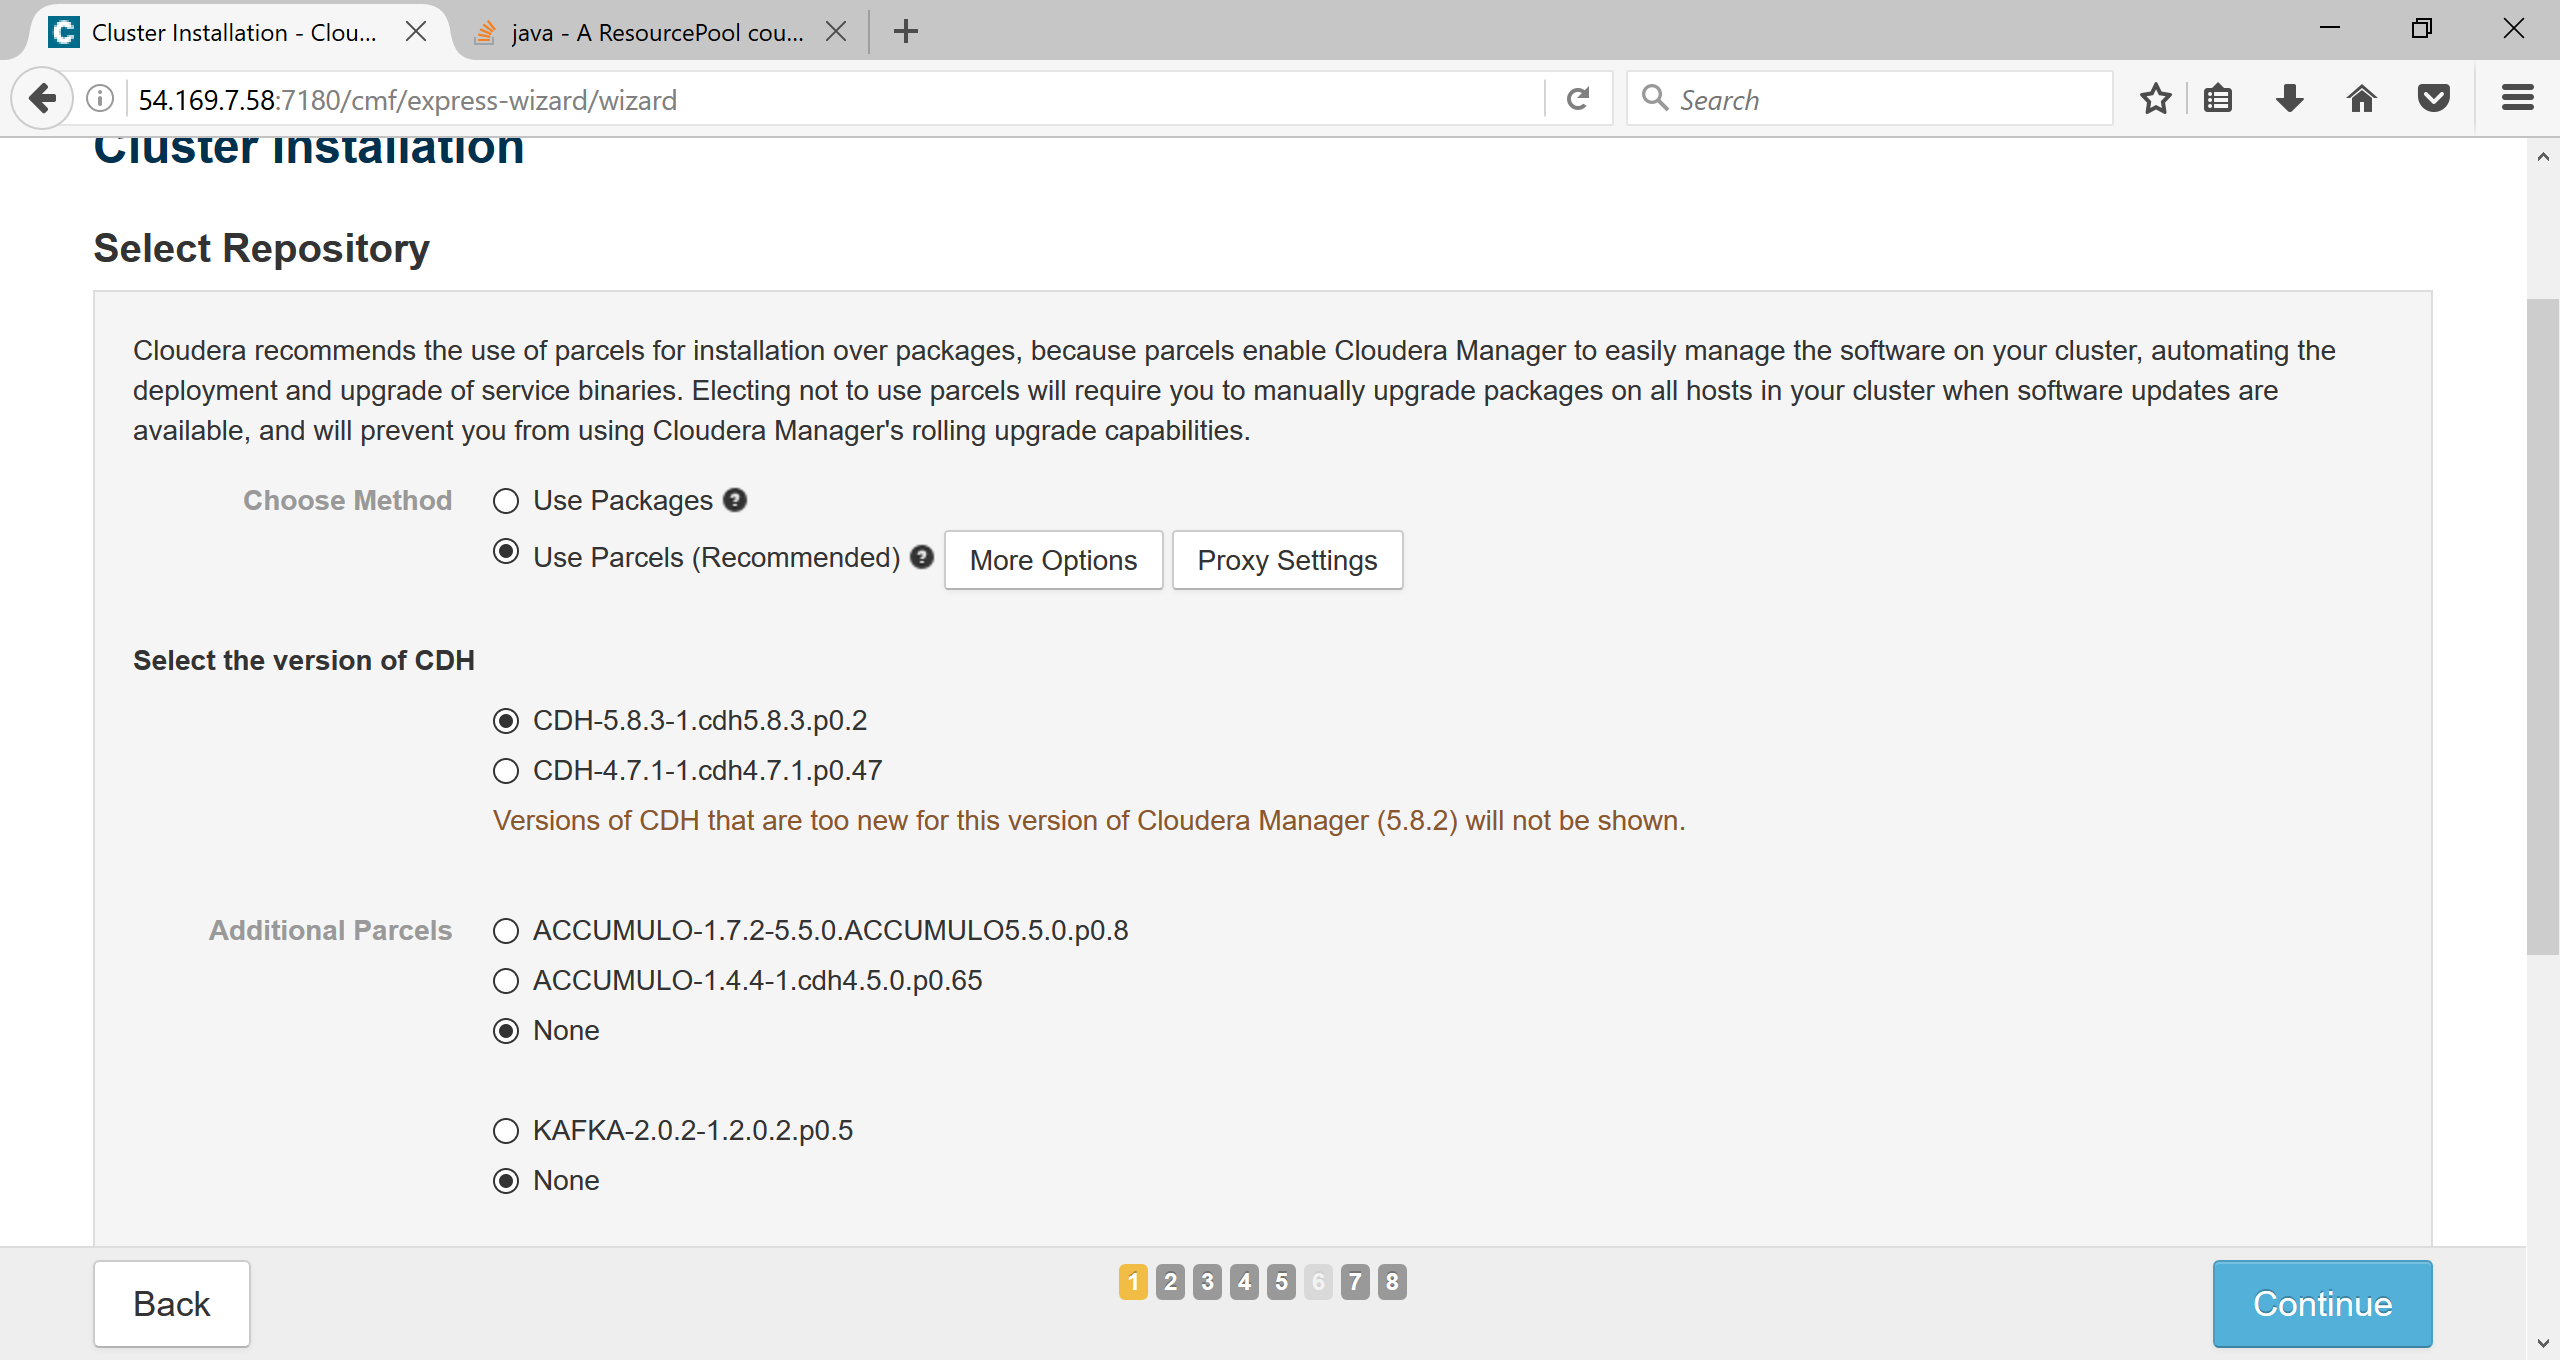 Cluster Installation - Clou...
java - A ResourcePool cou...
54.169.7.58:7180/cmf/express-wizard/wizard
Search
Cluster Installation
Select Repository
Cloudera recommends the use of parcels for installation over packages, because parcels enable Cloudera Manager to easily manage the software on your cluster, automating the
deployment and upgrade of service binaries. Electing not to use parcels will require you to manually upgrade packages on all hosts in your cluster when software updates are
available, and will prevent you from using Cloudera Manager's rolling upgrade capabilities.
Choose Method
Use Packages ?
Use Parcels (Recommended) ?
More Options
Proxy Settings
Select the version of CDH
CDH-5.8.3-1.cdh5.8.3.p0.2
CDH-4.7.1-1.cdh4.7.1.p0.47
Versions of CDH that are too new for this version of Cloudera Manager (5.8.2) will not be shown.
Additional Parcels
ACCUMULO-1.7.2-5.5.0.ACCUMULO5.5.0.p0.8
ACCUMULO-1.4.4-1.cdh4.5.0.p0.65
None
KAFKA-2.0.2-1.2.0.2.p0.5
None
Back
1 2 3 4 5 6 7 8
Continue